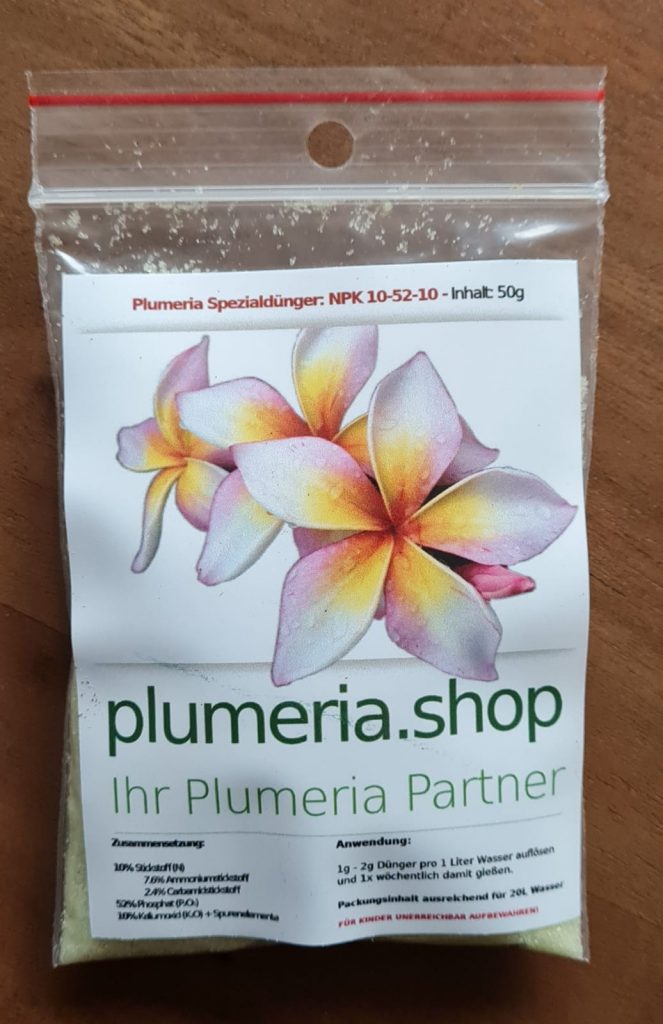 Plumeria Spezialdünger: NPK 10-52-10 - Inhalt: 50g
plumeria.shop
Ihr Plumeria Partner
Zusammensetzung:
10% Stickstoff (N)
7.6% Ammoniumstickstoff
2.4% Carbamidstickstoff
52% Phosphat (P₂O₅)
10% Kaliumoxid (K₂O) + Spurenelemente
Anwendung:
1g - 2g Dünger pro 1 Liter Wasser auflösen
und 1x wöchentlich damit gießen.
Packungsinhalt ausreichend für 20L Wasser
FÜR KINDER UNERREICHBAR AUFBEWAHREN!